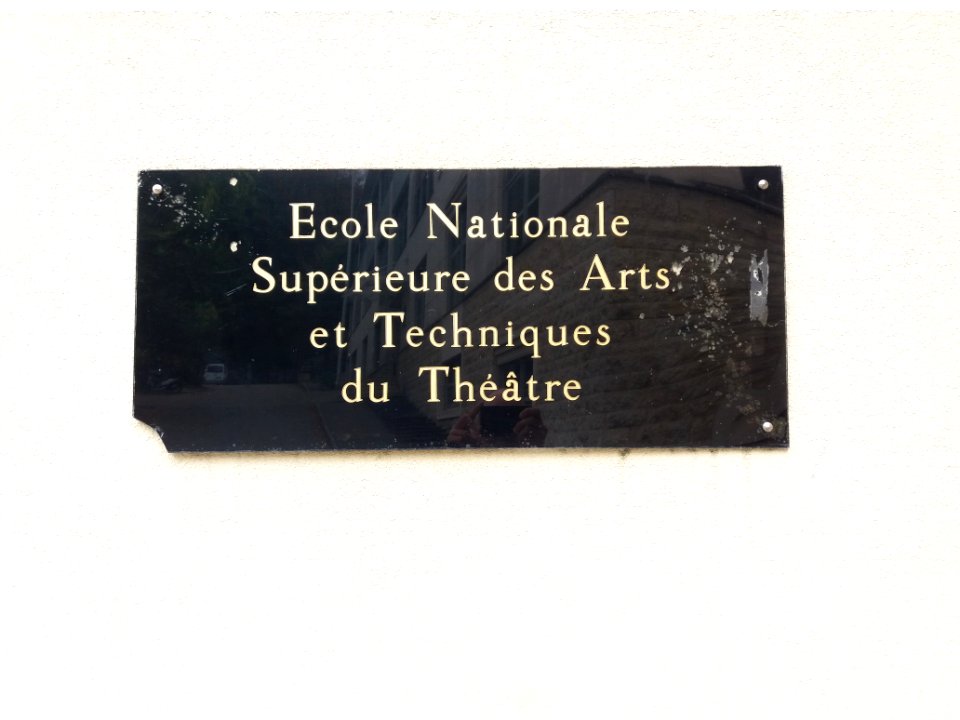 Ecole Nationale
Supérieure des Arts
et Techniques
du Théâtre